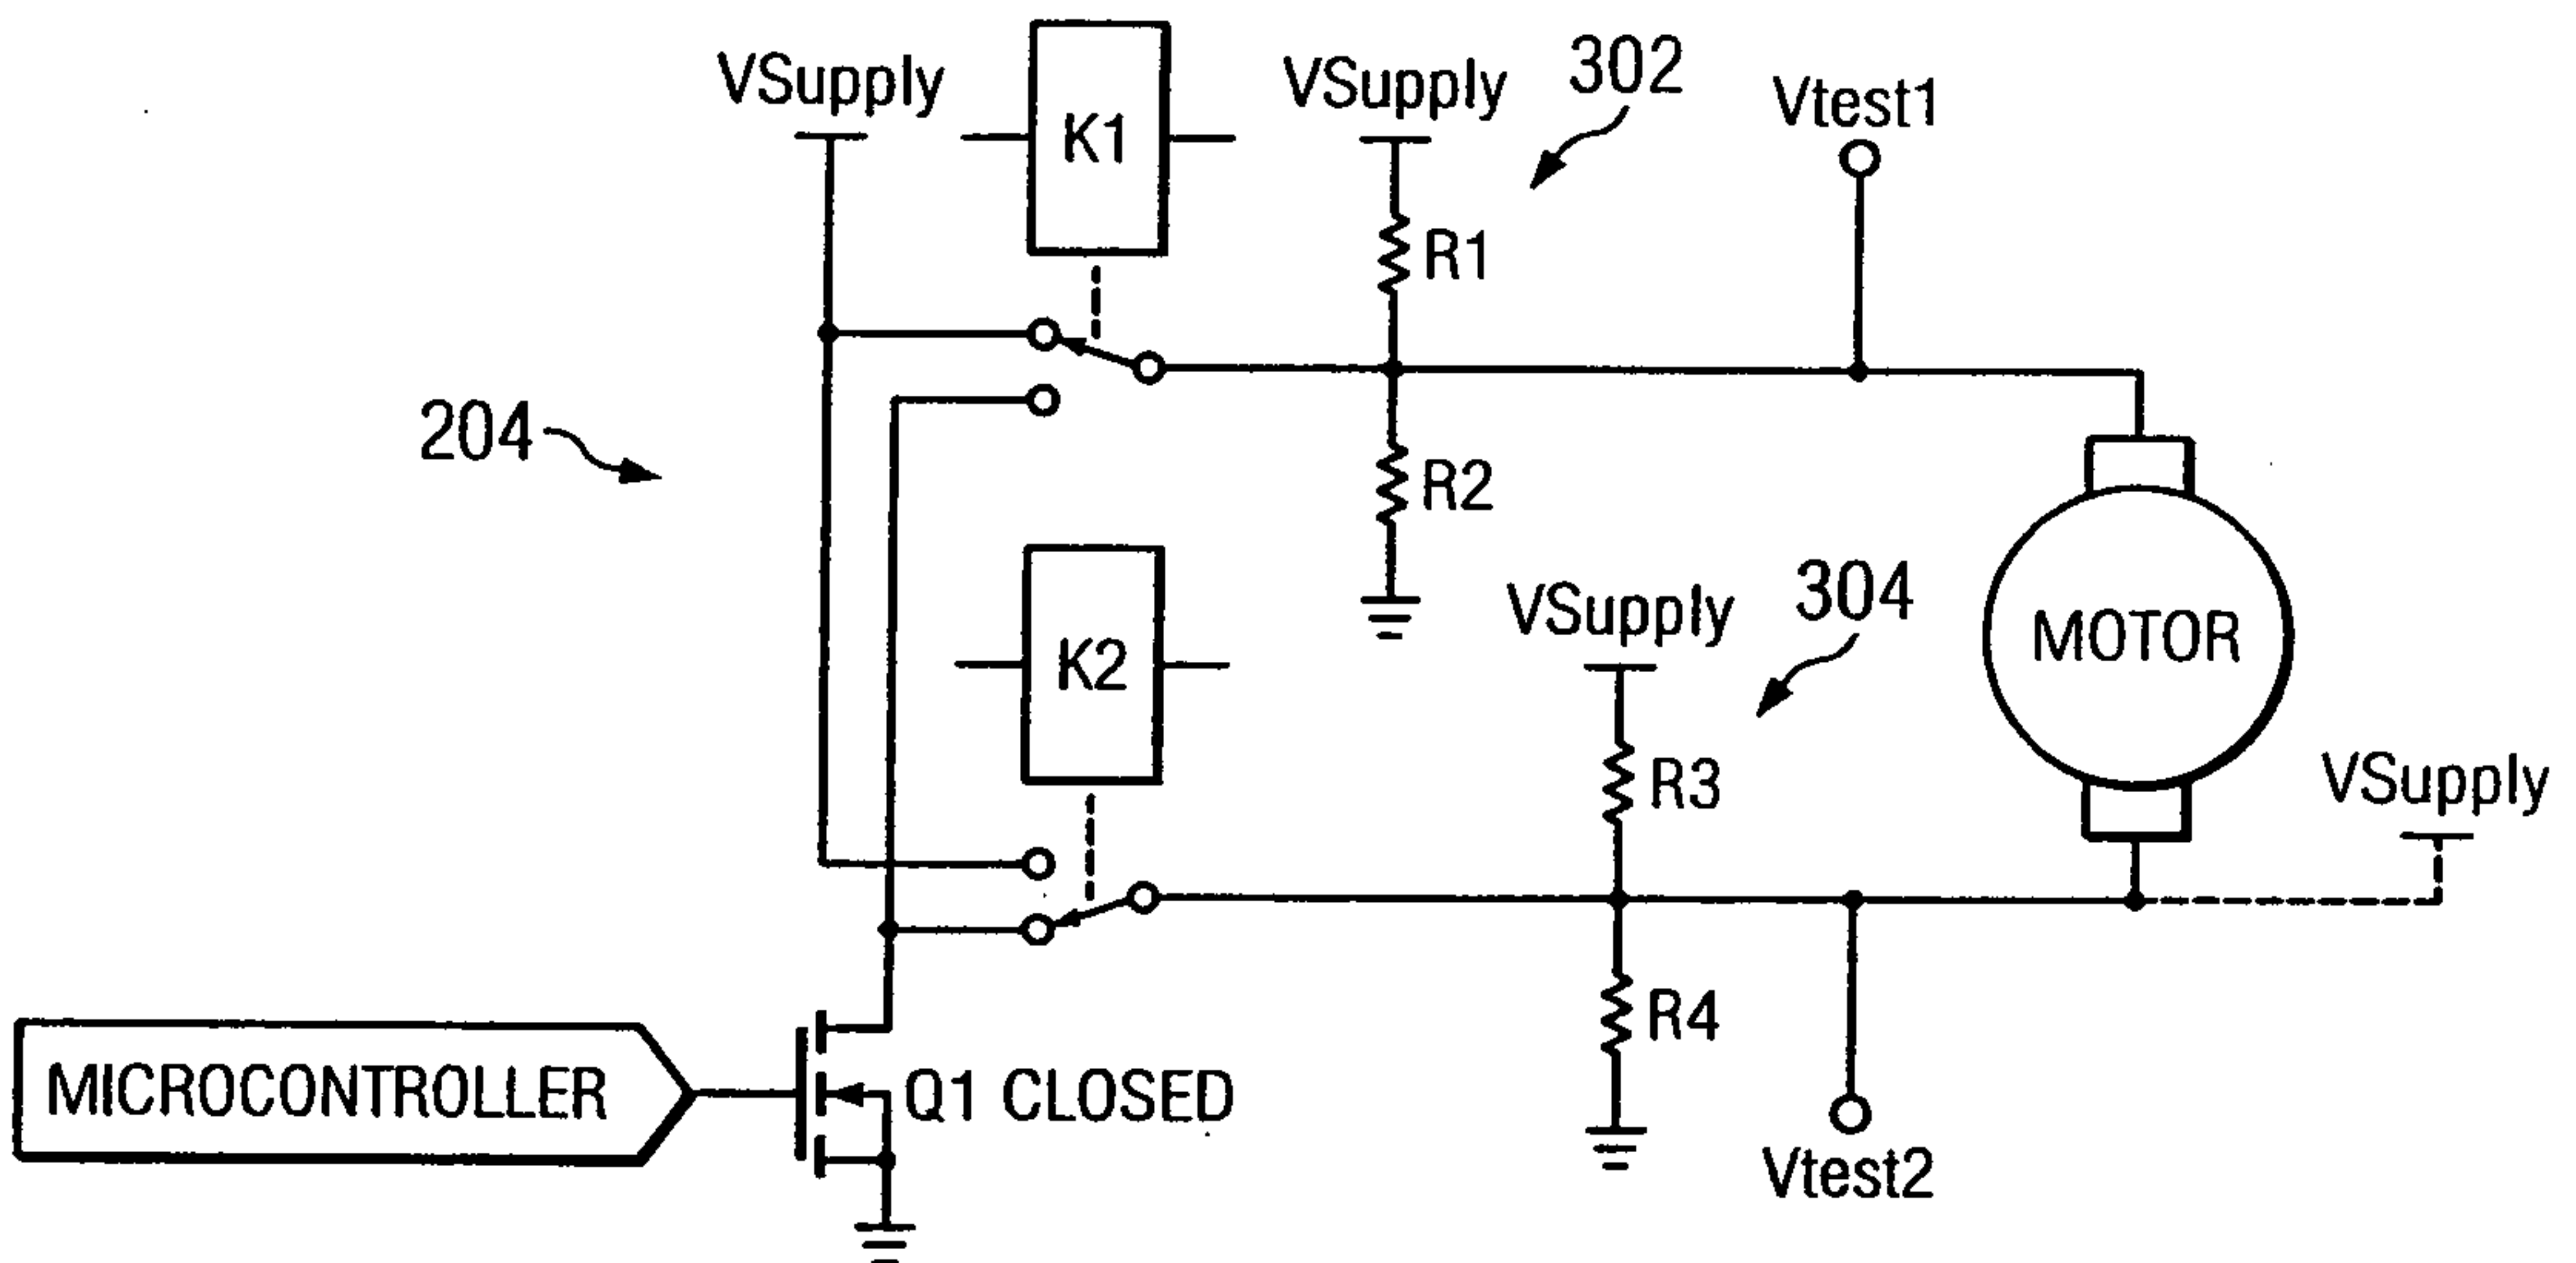 VSupply
K1
VSupply
302
Vtest1
R1
204
R2
K2
VSupply
304
MOTOR
R3
VSupply
R4
MICROCONTROLLER
Q1 CLOSED
Vtest2